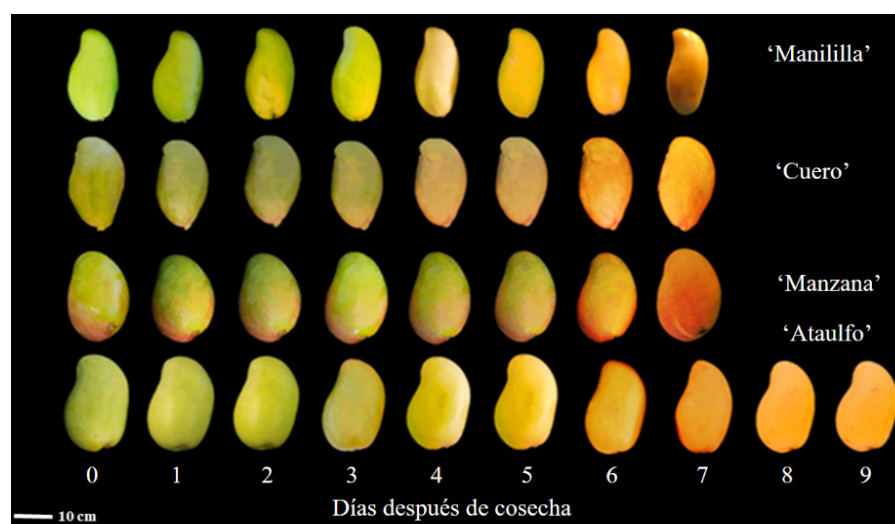 ‘Manililla’
‘Cuero’
‘Manzana’
‘Ataulfo’
0 1 2 3 4 5 6 7 8 9
Días después de cosecha
10 cm